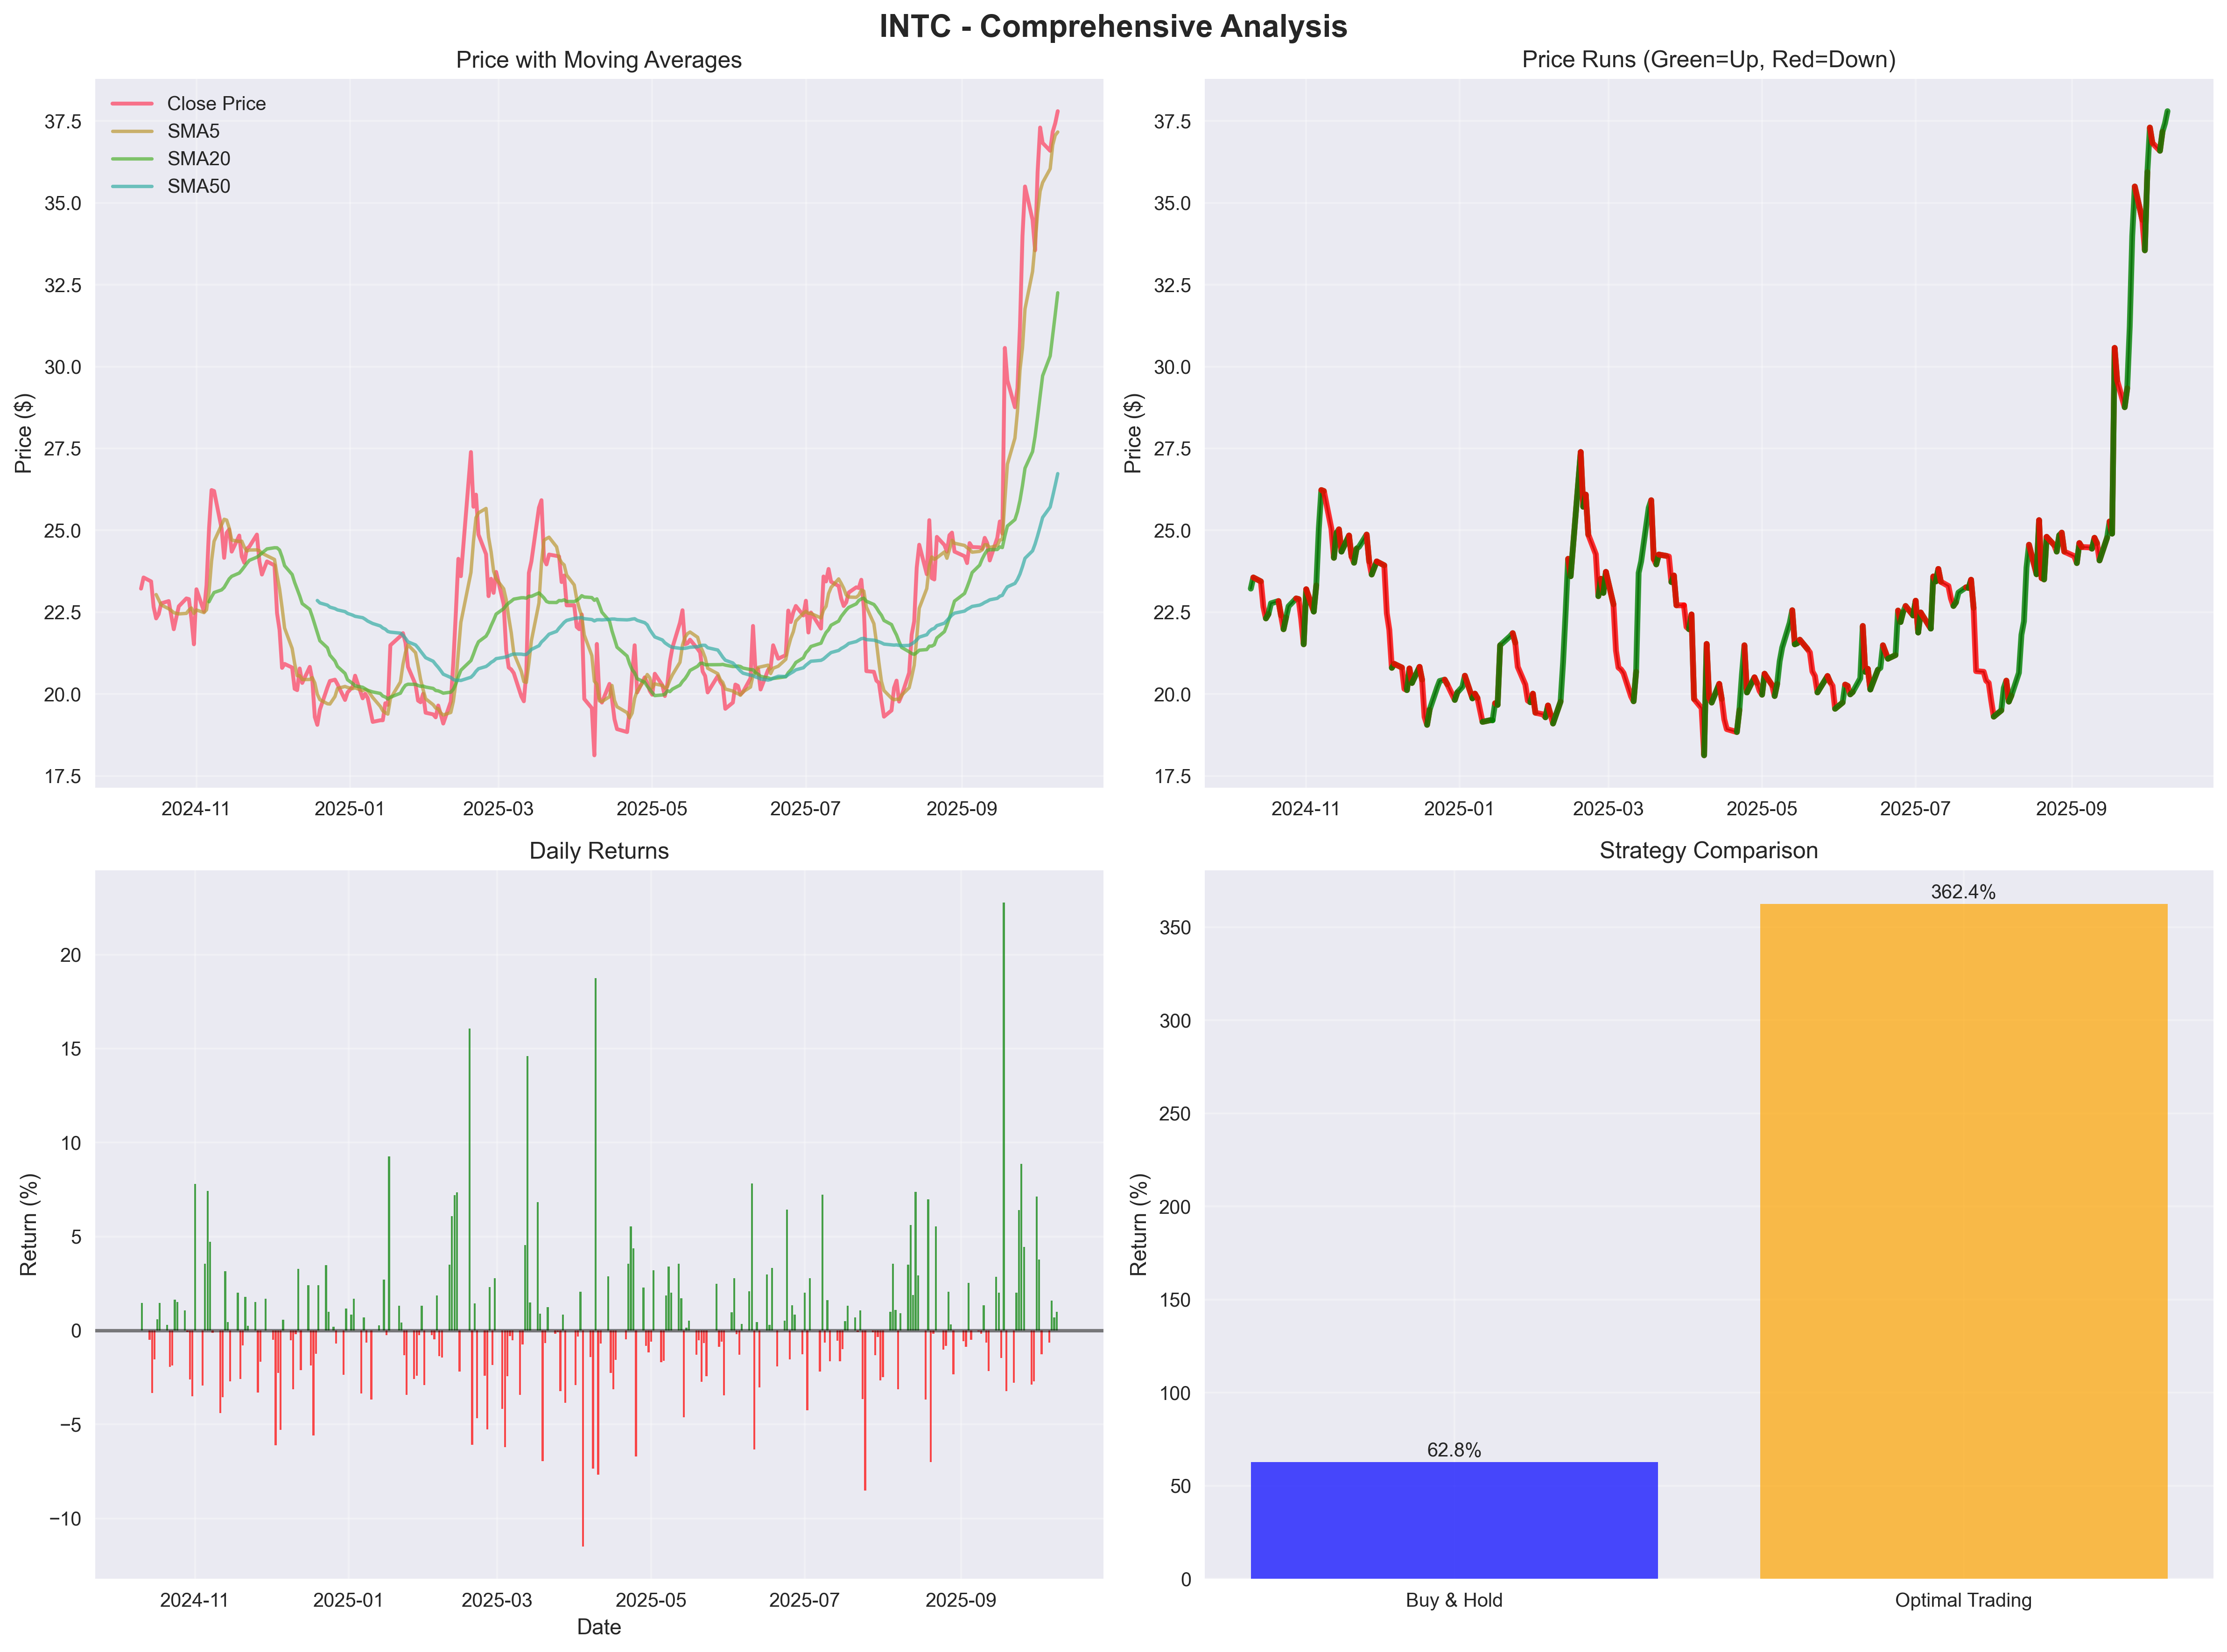 INTC - Comprehensive Analysis
Price with Moving Averages
Close Price
SMA5
SMA20
SMA50
Price ($)
37.5
35.0
32.5
30.0
27.5
25.0
22.5
20.0
17.5
2024-11 2025-01 2025-03 2025-05 2025-07 2025-09
Price Runs (Green=Up, Red=Down)
Price ($)
37.5
35.0
32.5
30.0
27.5
25.0
22.5
20.0
17.5
2024-11 2025-01 2025-03 2025-05 2025-07 2025-09
Daily Returns
Return (%)
20
15
10
5
0
−5
−10
2024-11 2025-01 2025-03 2025-05 2025-07 2025-09
Date
Strategy Comparison
Return (%)
350
300
250
200
150
100
50
0
62.8%
362.4%
Buy & Hold Optimal Trading